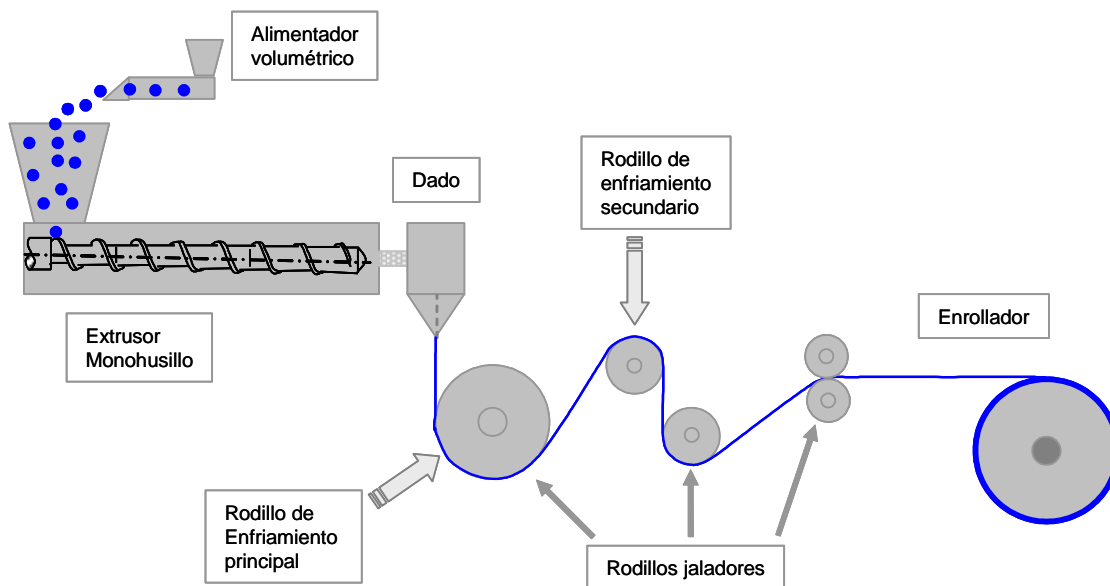 Alimentador
volumétrico
Dado
Rodillo de
enfriamiento
secundario
Extrusor
Monohusillo
Enrollador
Rodillo de
Enfriamiento
principal
Rodillos jaladores